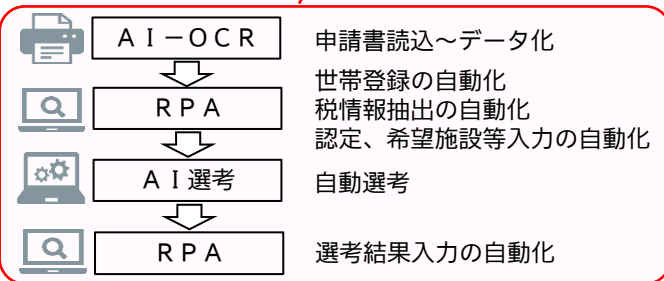 AI－OCR
申請書読込～データ化
世帯登録の自動化
RPA
税情報抽出の自動化
認定、希望施設等入力の自動化
AI選考
自動選考
RPA
選考結果入力の自動化